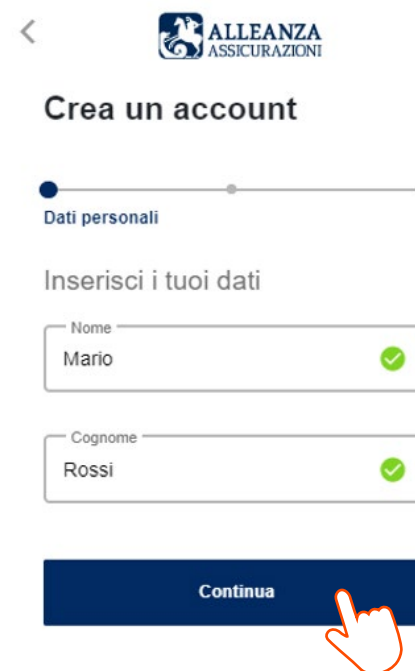 ALLEANZA
ASSICURAZIONI
Crea un account
Dati personali
Inserisci i tuoi dati
Nome
Mario
Cognome
Rossi
Continua